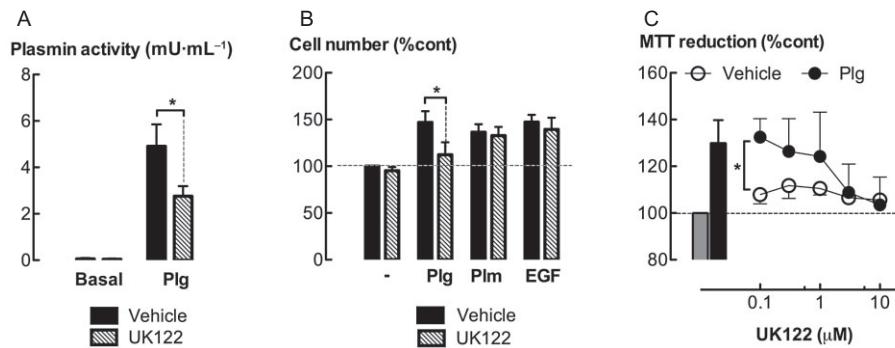 A
Plasmin activity (mU·mL⁻¹)
8
6
4
2
0
*
Basal
Plg
Vehicle
UK122
B
Cell number (%cont)
200
150
100
50
0
*
-
Plg
Plm
EGF
Vehicle
UK122
C
MTT reduction (%cont)
160
140
120
100
80
Vehicle
Plg
*
0.1
1
10
UK122 (μM)